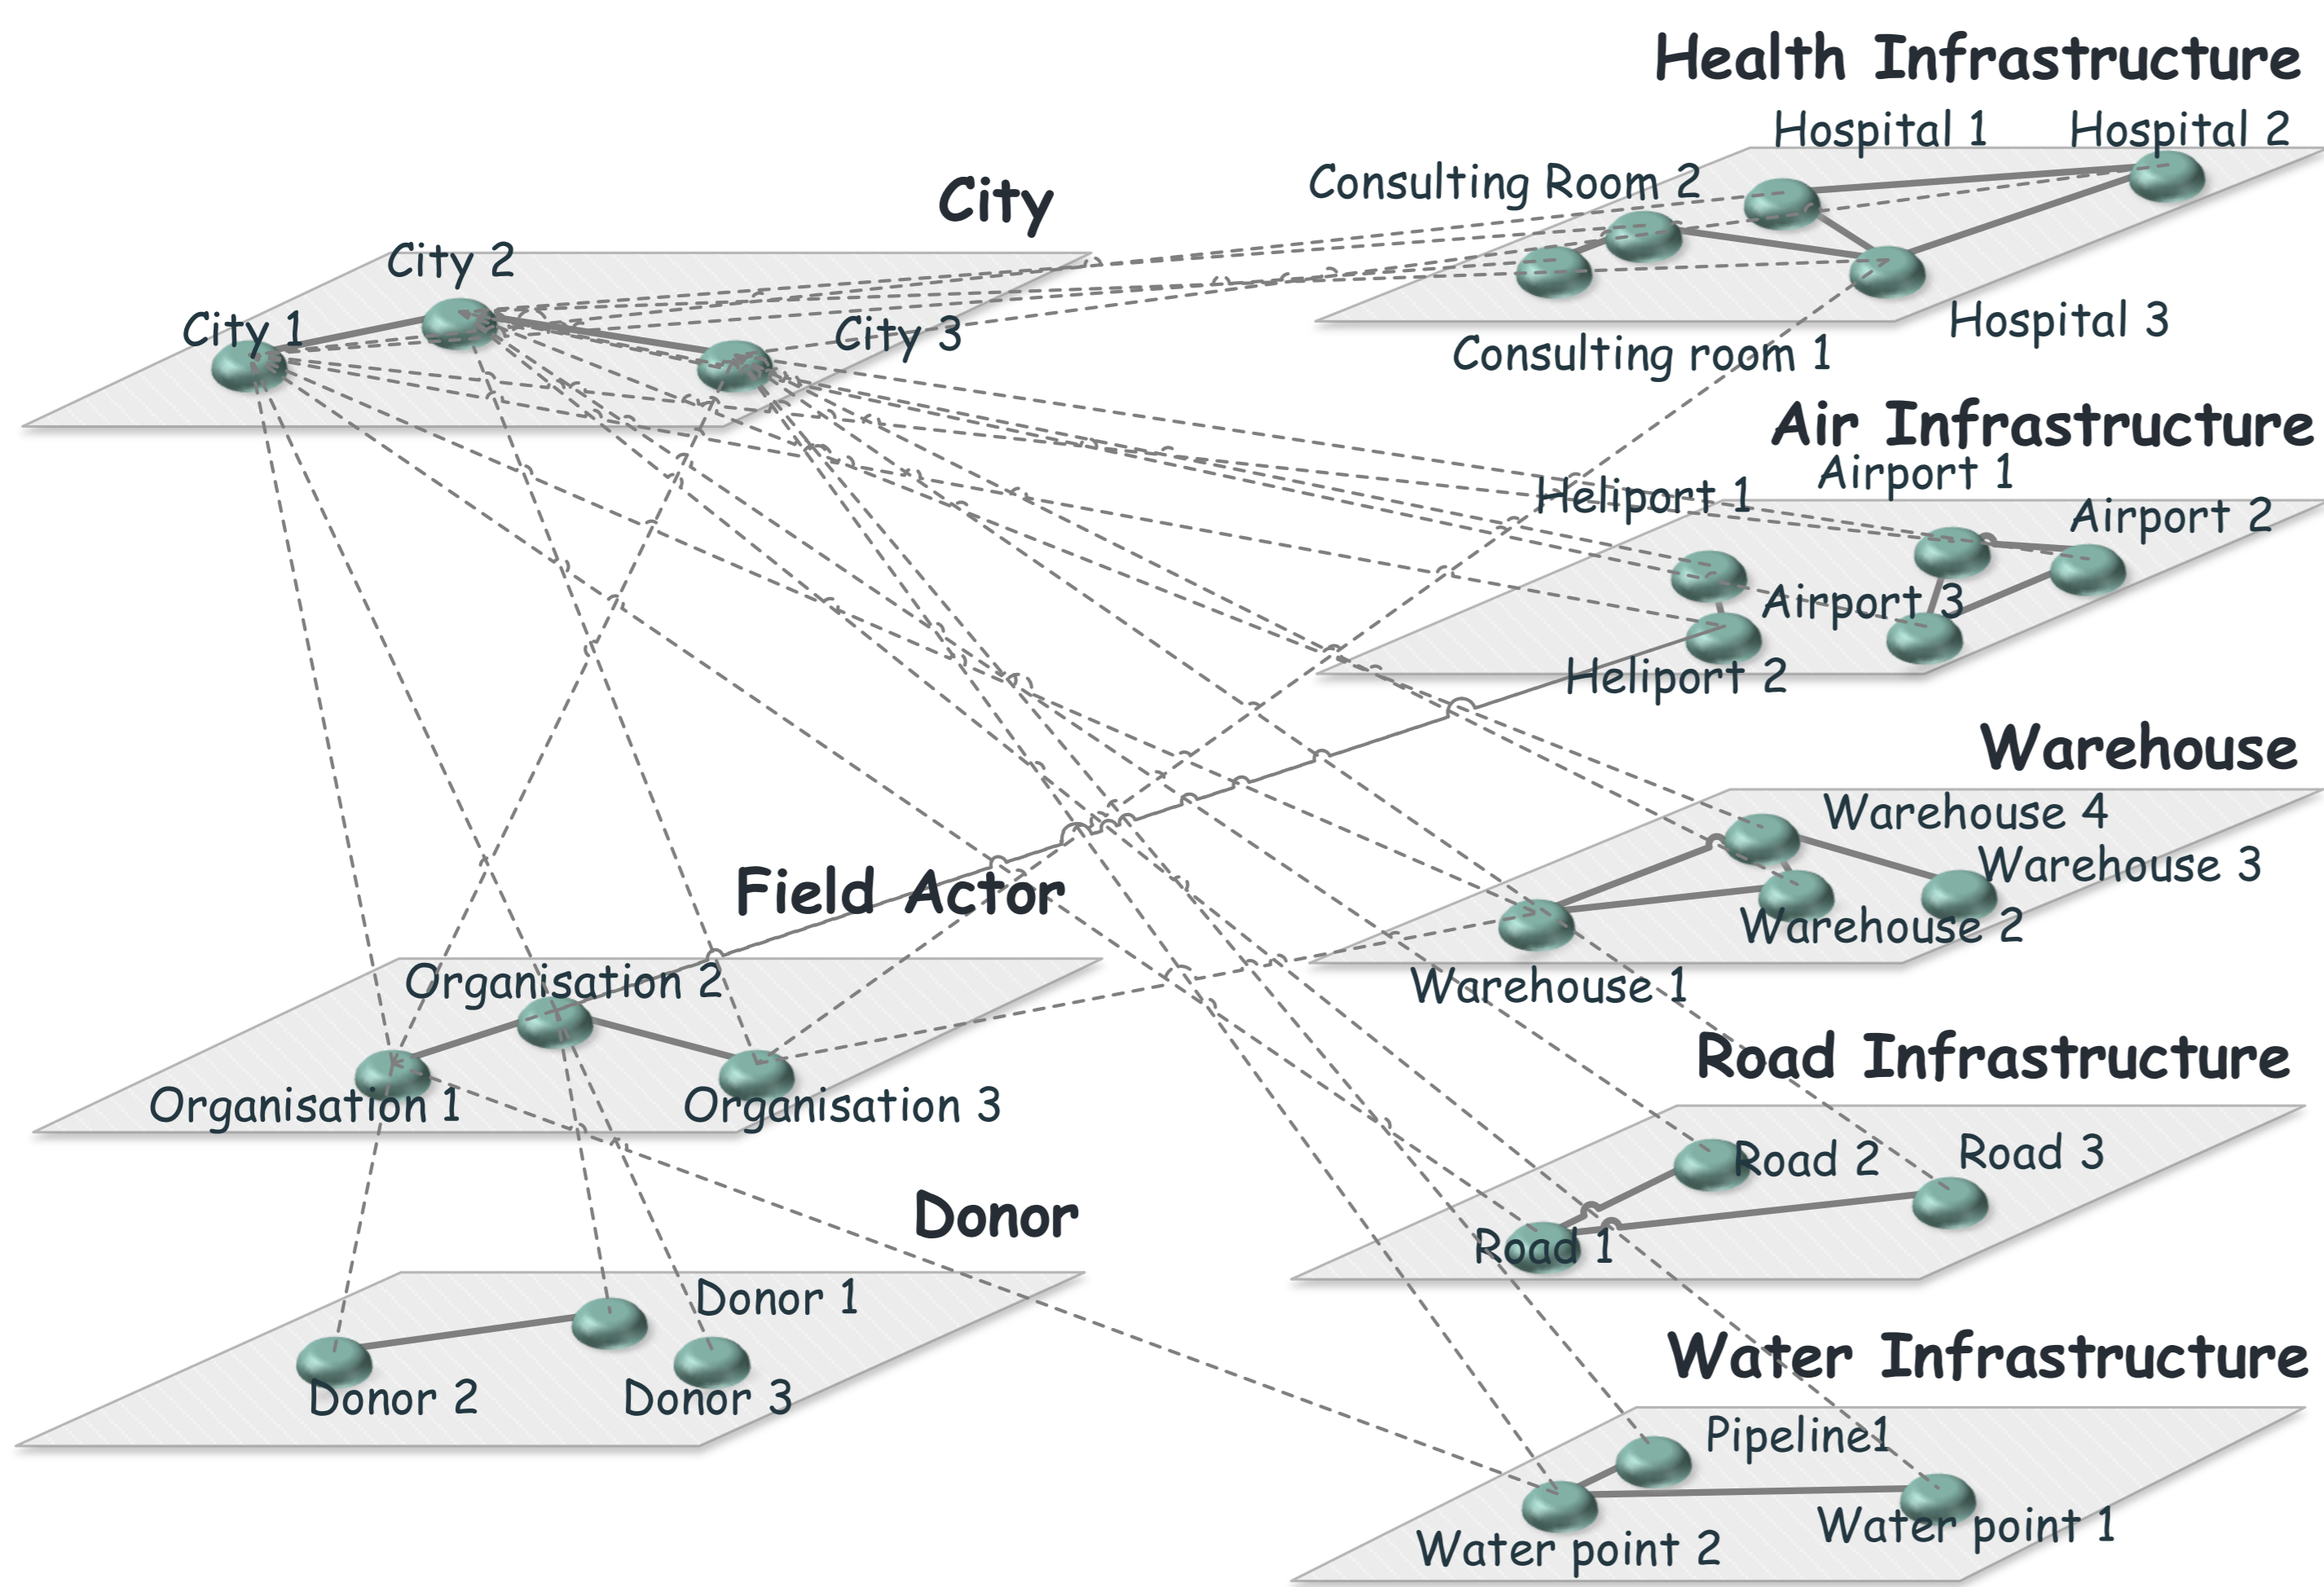 Health Infrastructure
Hospital 1
Hospital 2
Consulting Room 2
Consulting room 1
Hospital 3
City
City 2
City 1
City 3
Air Infrastructure
Airport 1
Heliport 1
Airport 2
Airport 3
Heliport 2
Warehouse
Warehouse 4
Warehouse 3
Warehouse 2
Warehouse 1
Field Actor
Organisation 2
Organisation 1
Organisation 3
Road Infrastructure
Road 2
Road 3
Road 1
Donor
Donor 1
Donor 2
Donor 3
Water Infrastructure
Pipeline1
Water point 1
Water point 2